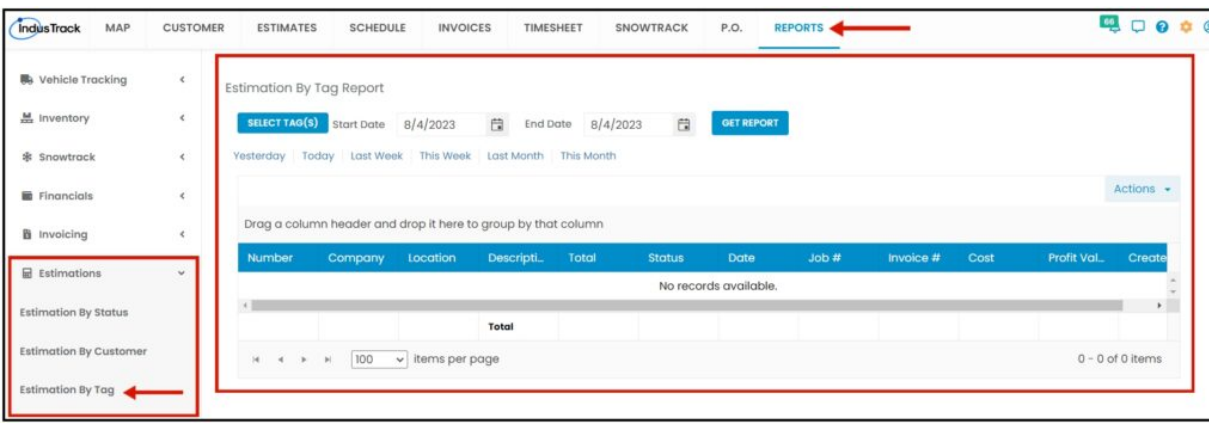 IndusTrack MAP CUSTOMER ESTIMATES SCHEDULE INVOICES TIMESHEET SNOWTRACK P.O. REPORTS 66
Vehicle Tracking
Inventory
Snowtrack
Financials
Invoicing
Estimations
Estimation By Status
Estimation By Customer
Estimation By Tag
Estimation By Tag Report
SELECT TAG(S) Start Date 8/4/2023 End Date 8/4/2023 GET REPORT
Yesterday Today Last Week This Week Last Month This Month
Actions
Drag a column header and drop it here to group by that column
Number Company Location Descripti... Total Status Date Job # Invoice # Cost Profit Val... Create
No records available.
Total
100 items per page 0 - 0 of 0 items